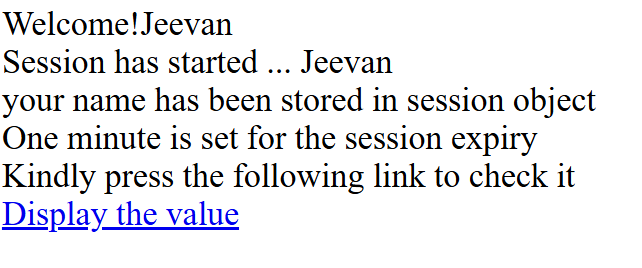 Welcome!Jeevan
Session has started ... Jeevan
your name has been stored in session object
One minute is set for the session expiry
Kindly press the following link to check it
Display the value